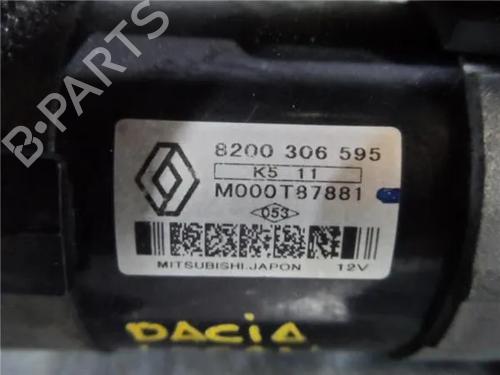 B-PARTS
8200 306 595
K5 11
M000T87881
053
MITSUBISHI.JAPON 12V
DACIA